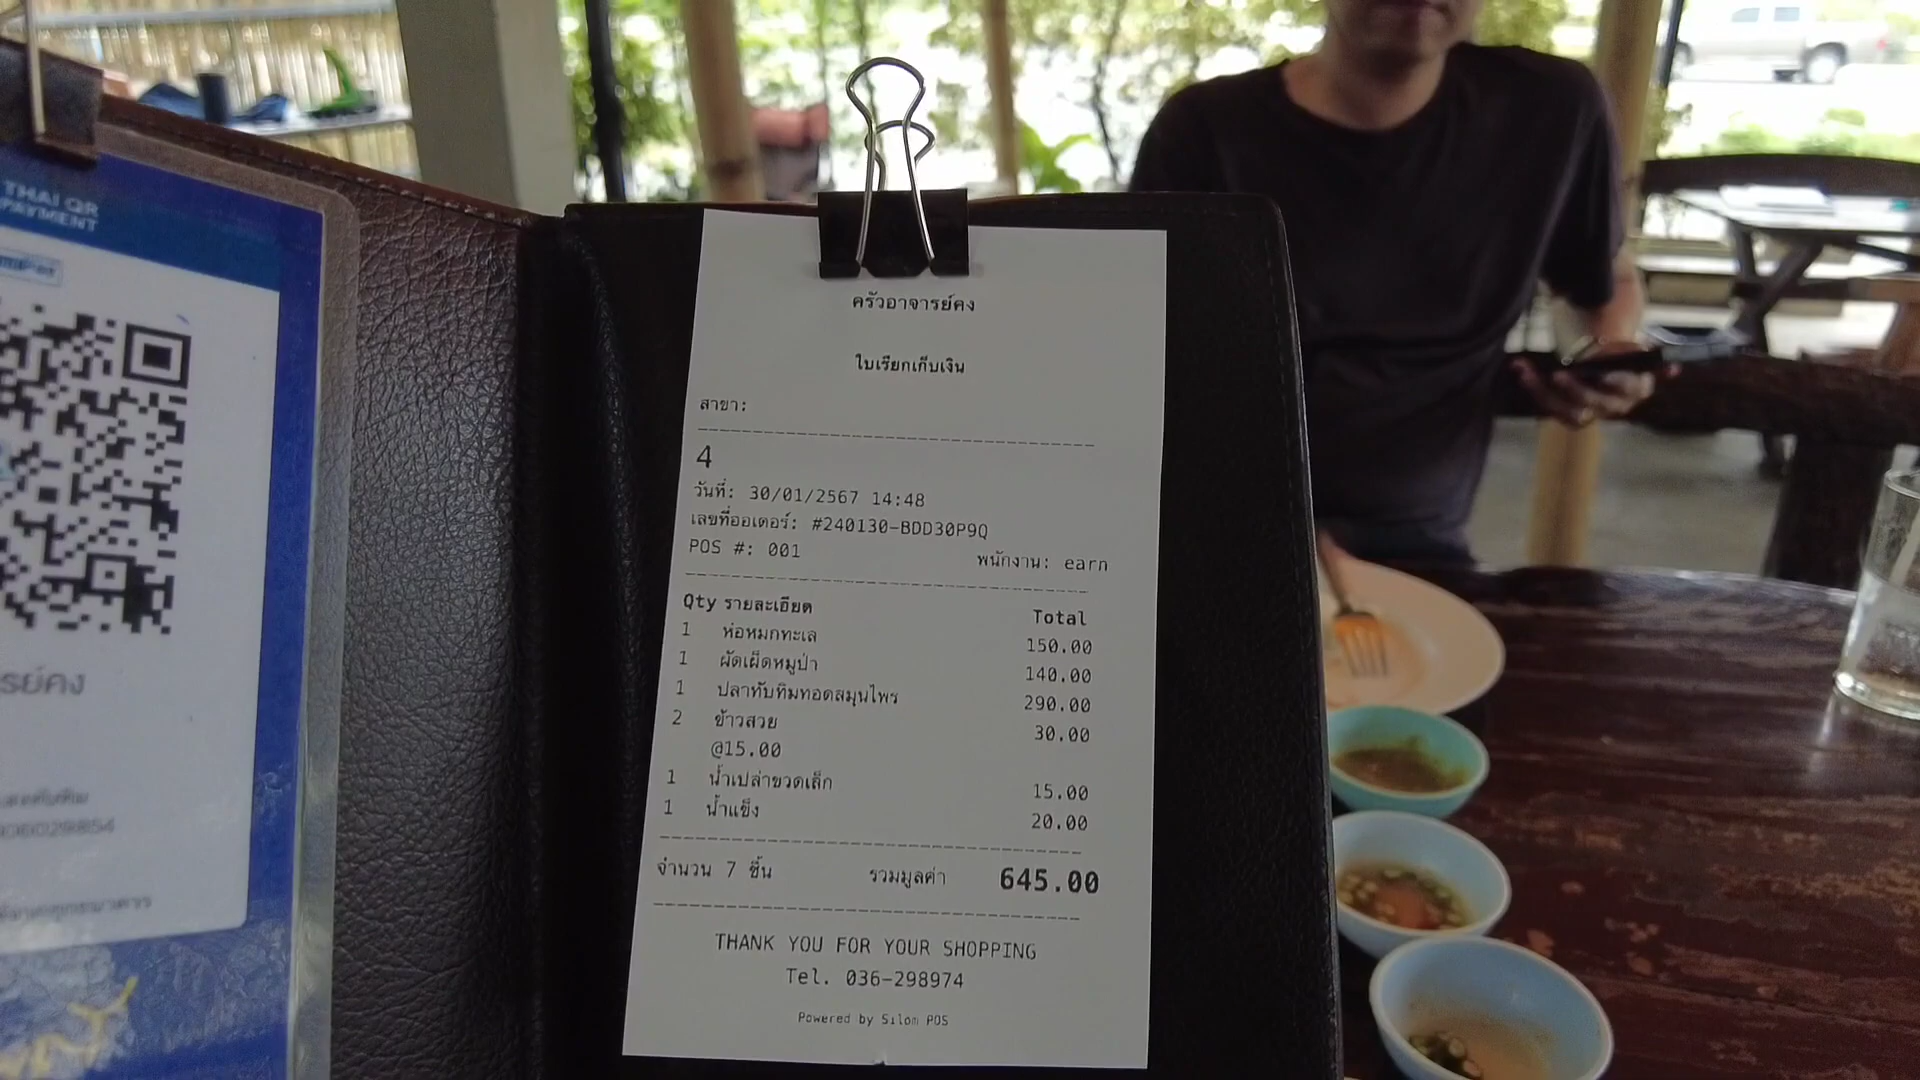 THAI QR
PAYMENT
รย์คง
ครัวอาจารย์คง
ใบเรียกเก็บเงิน
สาขา:
4
วันที่: 30/01/2567 14:48
เลขที่ออเดอร์: #240130-BDD30P9Q
POS #: 001 พนักงาน: earn
Qty รายละเอียด Total
1 ห่อหมกทะเล 150.00
1 ผัดเผ็ดหมูป่า 140.00
1 ปลาทับทิมทอดสมุนไพร 290.00
2 ข้าวสวย 30.00
@15.00
1 น้ำเปล่าขวดเล็ก 15.00
1 น้ำแข็ง 20.00
จำนวน 7 ชิ้น รวมมูลค่า 645.00
THANK YOU FOR YOUR SHOPPING
Tel. 036-298974
Powered by Silom POS